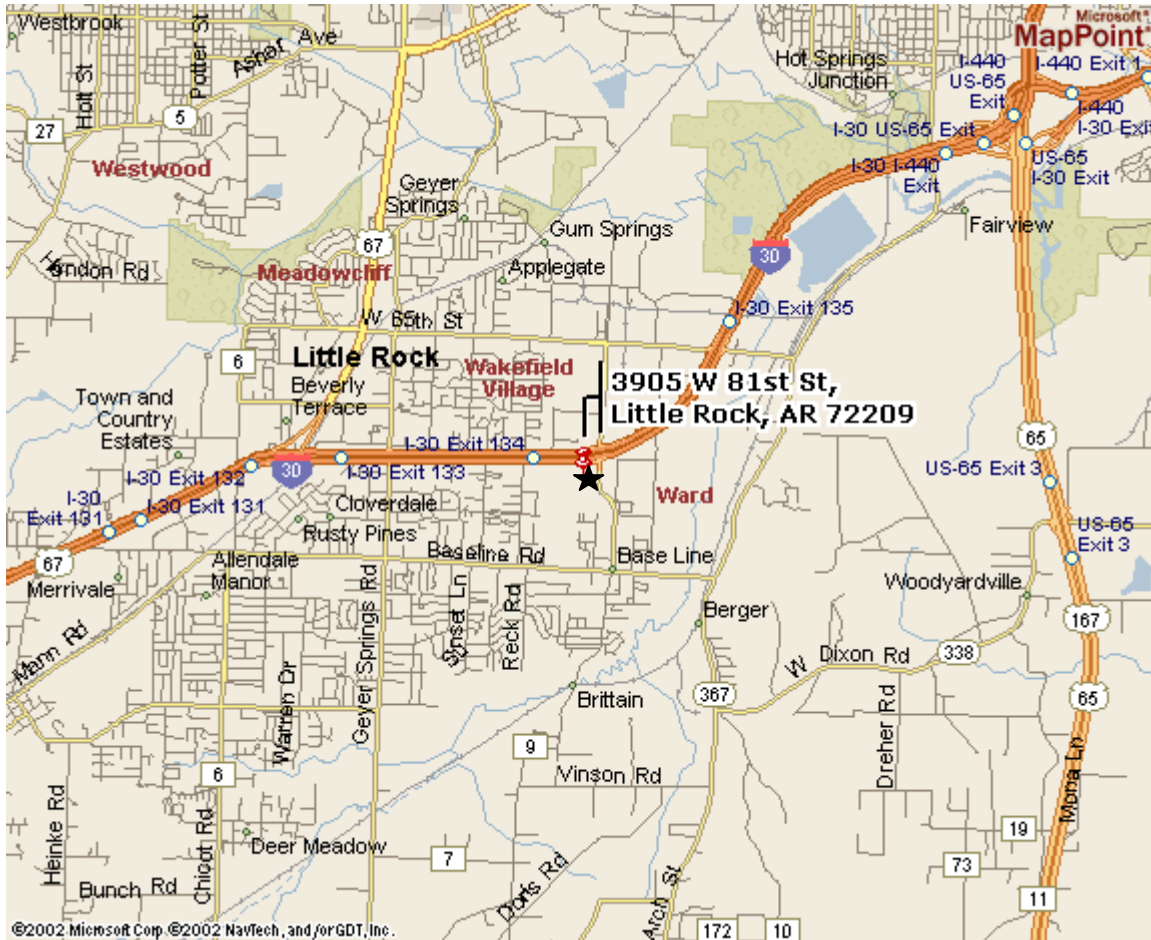 Westbrook
Holt St
Potter St
Asher Ave
5
27
Westwood
Geyer
Springs
67
Gum Springs
Meadowcliff
Applegate
Herndon Rd
W 65th St
6
Little Rock
Beverly
Terrace
Wakefield
Village
Town and
Country
Estates
Microsoft®
MapPoint®
Hot Springs
Junction
I-440
US-65
Exit
I-440 Exit 1
I-440
I-30 Exit
I-30 US-65 Exit
I-30 I-440
Exit
US-65
I-30 Exit
Fairview
30
I-30 Exit 135
3905 W 81st St,
Little Rock, AR 72209
I-30 Exit 134
I-30 Exit 133
I-30 Exit 132
30
I-30
Exit 131
I-30 Exit 131
67
Merrivale
Cloverdale
Rusty Pines
Allendale
Manor
Baseline Rd
Base Line
Ward
65
US-65 Exit 3
US-65
Exit 3
Woodyardville
167
338
W Dixon Rd
Berger
367
65
Mann Rd
Warren Dr
Geyer Springs Rd
Sunset Ln
Reck Rd
Brittain
9
Vinson Rd
Dreher Rd
Mona Ln
6
Heinke Rd
Chicot Rd
Deer Meadow
Bunch Rd
7
Doris Rd
Arch St
19
73
11
172
10
©2002 Microsoft Corp ©2002 NavTech, and/or GDT, Inc.